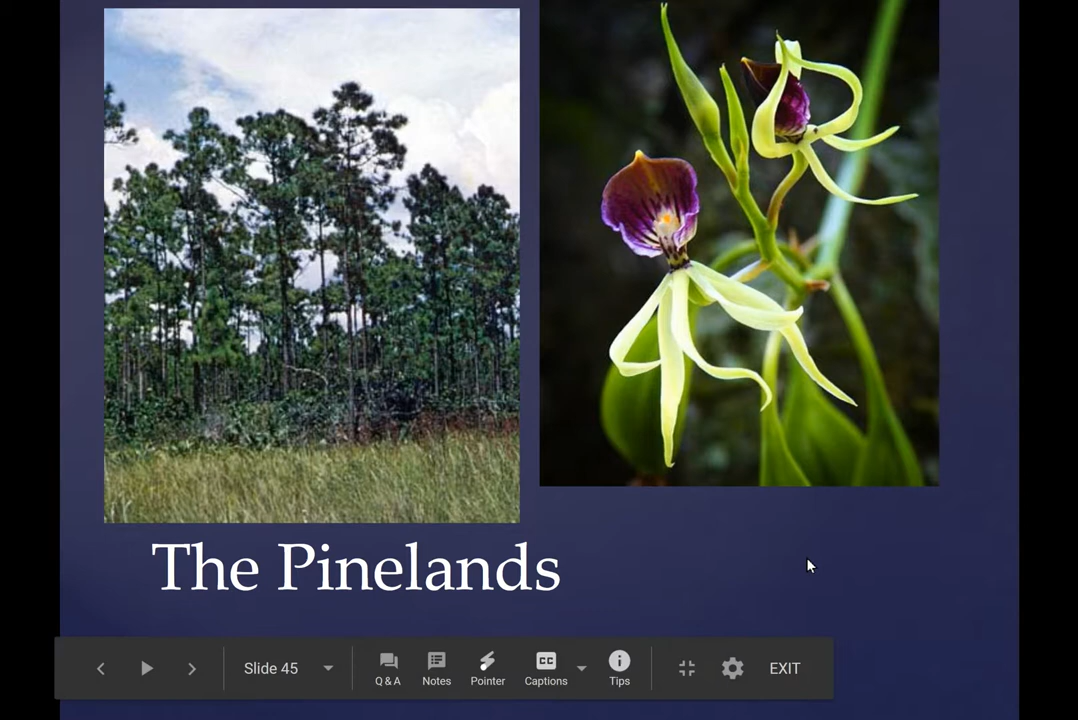 The Pinelands
Slide 45
Q & A
Notes
Pointer
CC
Captions
Tips
EXIT